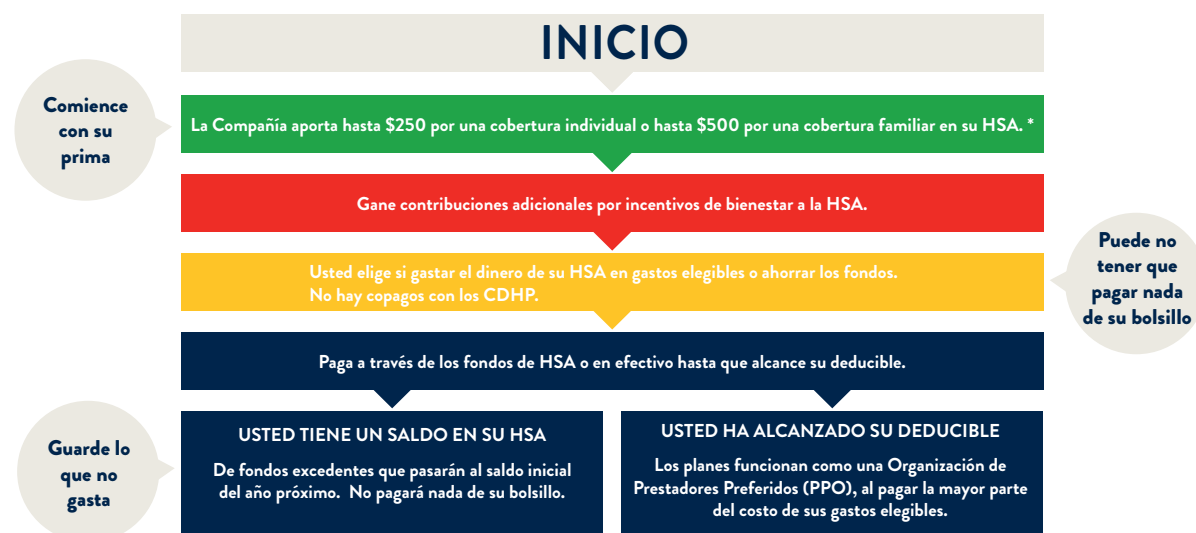 INICIO
Comience
con su
prima
La Compañía aporta hasta $250 por una cobertura individual o hasta $500 por una cobertura familiar en su HSA. *
Gane contribuciones adicionales por incentivos de bienestar a la HSA.
Usted elige si gastar el dinero de su HSA en gastos elegibles o ahorrar los fondos.
No hay copagos con los CDHP.
Puede no
tener que
pagar nada
de su bolsillo
Paga a través de los fondos de HSA o en efectivo hasta que alcance su deducible.
Guarde lo
que no
gasta
USTED TIENE UN SALDO EN SU HSA
De fondos excedentes que pasarán al saldo inicial
del año próximo. No pagará nada de su bolsillo.
USTED HA ALCANZADO SU DEDUCIBLE
Los planes funcionan como una Organización de
Prestadores Preferidos (PPO), al pagar la mayor parte
del costo de sus gastos elegibles.